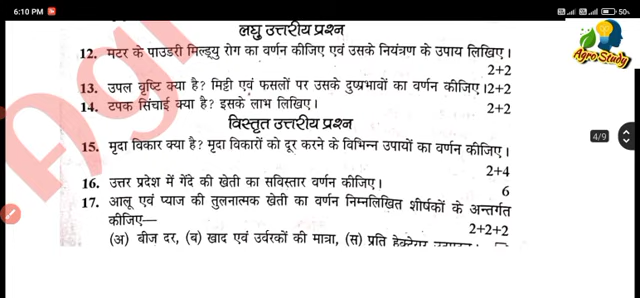 6:10 PM
50%
Agro Study
लघु उत्तरीय प्रश्न
12. मटर के पाउडरी मिल्ड्यु रोग का वर्णन कीजिए एवं उसके नियंत्रण के उपाय लिखिए।
2+2
13. उपल वृष्टि क्या है? मिट्टी एवं फसलों पर उसके दुष्प्रभावों का वर्णन कीजिए।2+2
14. टपक सिंचाई क्या है? इसके लाभ लिखिए। 2+2
विस्तृत उत्तरीय प्रश्न
4/9
15. मृदा विकार क्या है? मृदा विकारों को दूर करने के विभिन्न उपायों का वर्णन कीजिए।
2+4
16. उत्तर प्रदेश में गेंदे की खेती का सविस्तार वर्णन कीजिए। 6
17. आलू एवं प्याज की तुलनात्मक खेती का वर्णन निम्नलिखित शीर्षकों के अन्तर्गत
कीजिए— 2+2+2
(अ) बीज दर, (ब) खाद एवं उर्वरकों की मात्रा, (स) प्रति हेक्टेयर